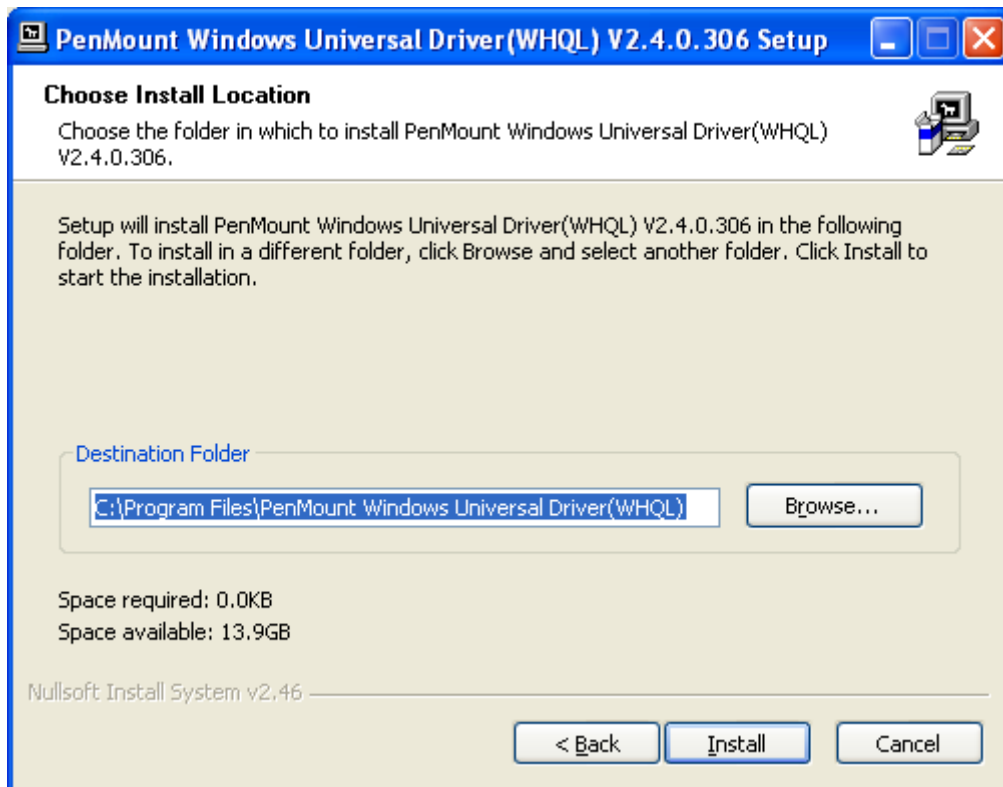 PenMount Windows Universal Driver(WHQL) V2.4.0.306 Setup
Choose Install Location
Choose the folder in which to install PenMount Windows Universal Driver(WHQL)
V2.4.0.306.
Setup will install PenMount Windows Universal Driver(WHQL) V2.4.0.306 in the following
folder. To install in a different folder, click Browse and select another folder. Click Install to
start the installation.
Destination Folder
C:\Program Files\PenMount Windows Universal Driver(WHQL)
Browse...
Space required: 0.0KB
Space available: 13.9GB
Nullsoft Install System v2.46
< Back
Install
Cancel